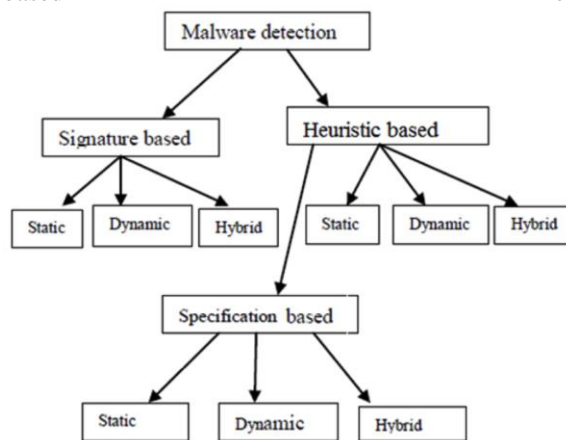 Malware detection
Signature based
Heuristic based
Static
Dynamic
Hybrid
Static
Dynamic
Hybrid
Specification based
Static
Dynamic
Hybrid